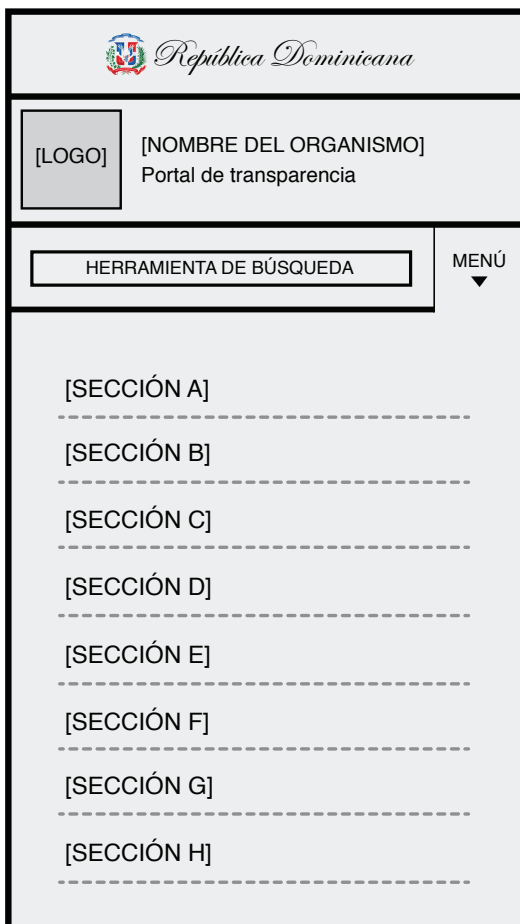 República Dominicana
[LOGO]
[NOMBRE DEL ORGANISMO]
Portal de transparencia
HERRAMIENTA DE BÚSQUEDA
MENÚ
[SECCIÓN A]
[SECCIÓN B]
[SECCIÓN C]
[SECCIÓN D]
[SECCIÓN E]
[SECCIÓN F]
[SECCIÓN G]
[SECCIÓN H]